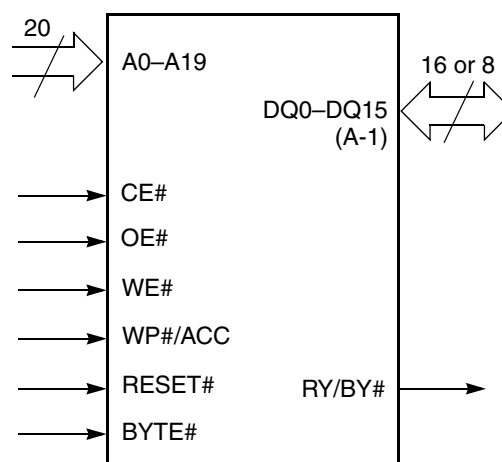 20
A0–A19
16 or 8
DQ0–DQ15
(A-1)
CE#
OE#
WE#
WP#/ACC
RESET#
RY/BY#
BYTE#